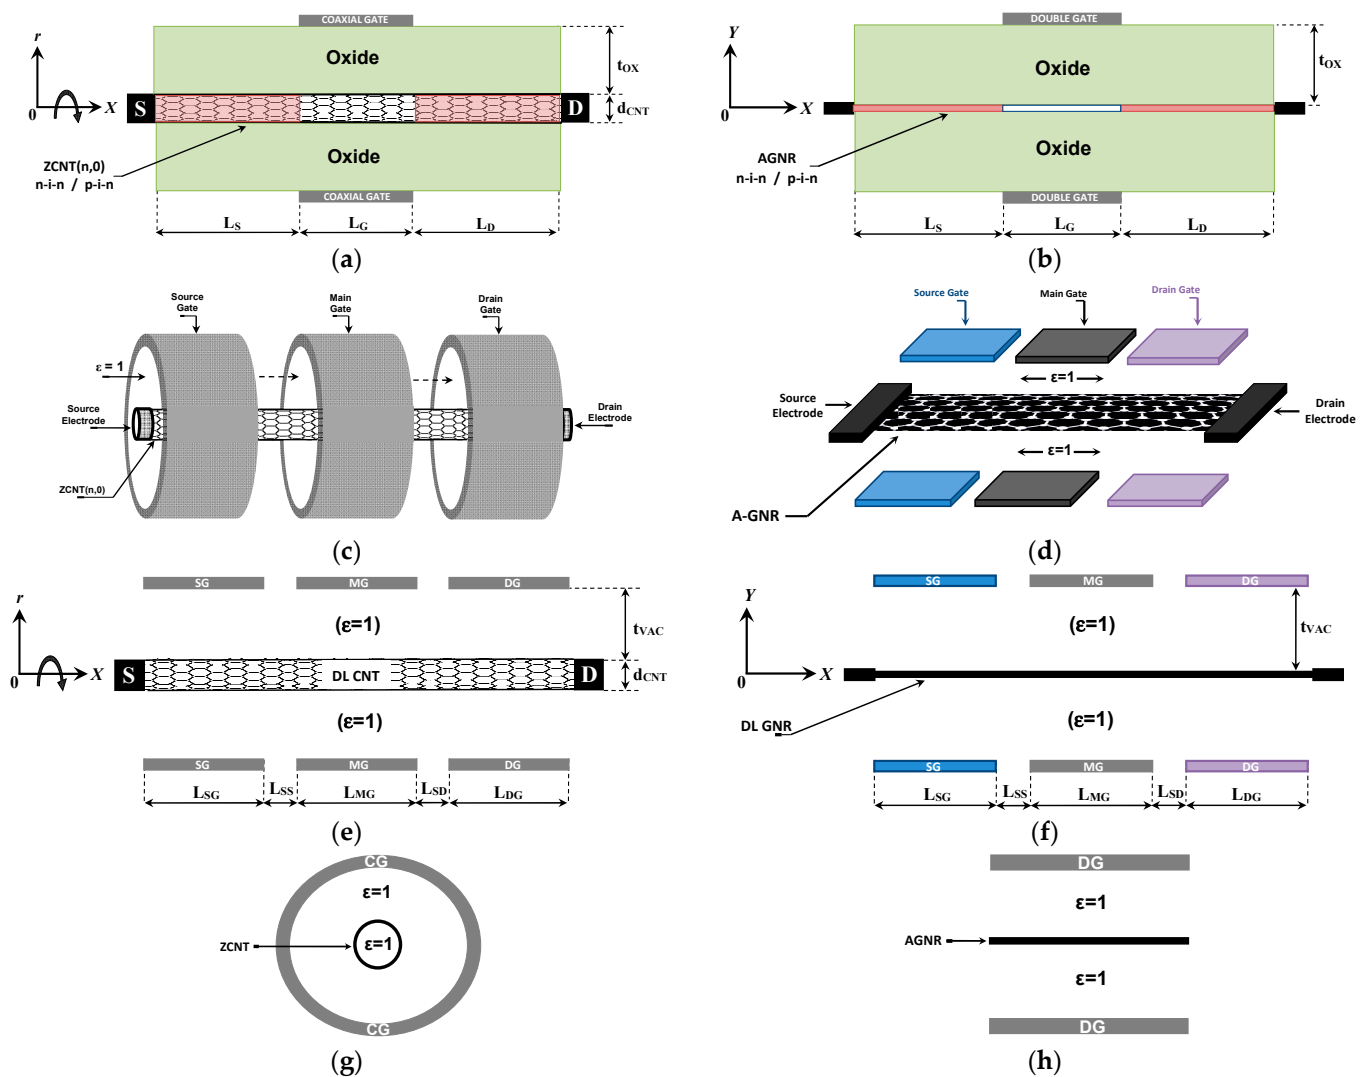 COAXIAL GATE
r
Oxide
tOX
S
D
dCNT
X
0
ZCNT(n,0)
n-i-n / p-i-n
Oxide
COAXIAL GATE
LS
LG
LD
(a)
DOUBLE GATE
Y
Oxide
tOX
X
0
AGNR
n-i-n / p-i-n
Oxide
DOUBLE GATE
LS
LG
LD
(b)
Source
Gate
Main
Gate
Drain
Gate
ε = 1
Source
Electrode
Drain
Electrode
ZCNT(n,0)
(c)
Source Gate
Main Gate
Drain Gate
ε=1
Source
Electrode
Drain
Electrode
ε=1
A-GNR
(d)
SG
MG
DG
r
(ε=1)
tVAC
X
S
DL CNT
D
dCNT
0
(ε=1)
SG
MG
DG
LSG
LSS
LMG
LSD
LDG
(e)
SG
MG
DG
Y
(ε=1)
tVAC
X
0
DL GNR
(ε=1)
SG
MG
DG
LSG
LSS
LMG
LSD
LDG
(f)
CG
ε=1
ZCNT
ε=1
CG
(g)
DG
ε=1
AGNR
ε=1
DG
(h)